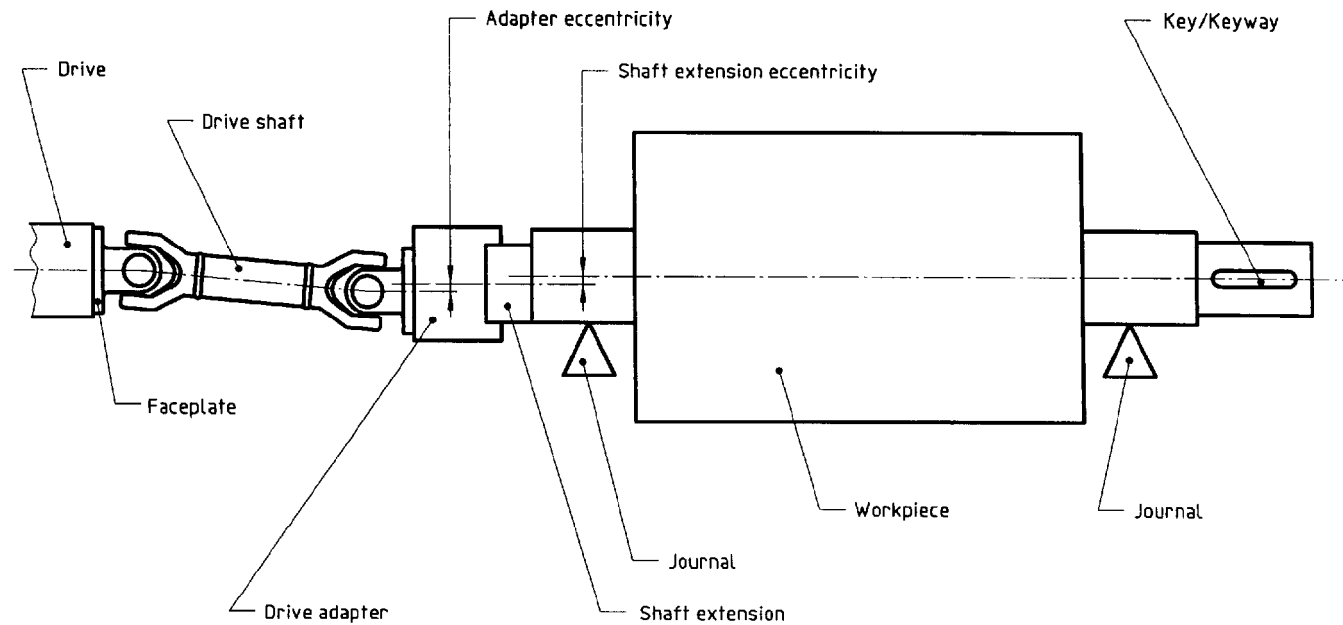 Adapter eccentricity
Key/Keyway
Drive
Shaft extension eccentricity
Drive shaft
Faceplate
Workpiece
Journal
Journal
Drive adapter
Shaft extension